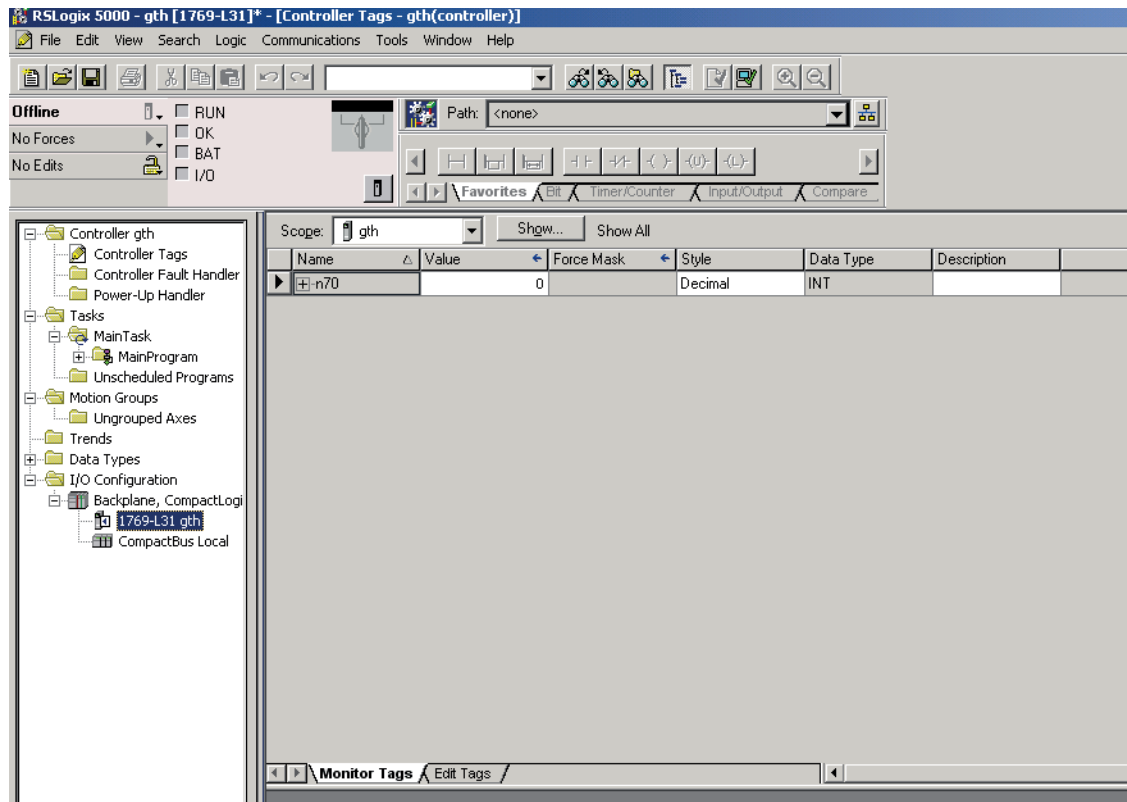 RSLogix 5000 - gth [1769-L31]* - [Controller Tags - gth(controller)]
File Edit View Search Logic Communications Tools Window Help
Offline
RUN
No Forces
OK
No Edits
BAT
I/O
Path: <none>
Favorites Bit Timer/Counter Input/Output Compare
Controller gth
Controller Tags
Controller Fault Handler
Power-Up Handler
Tasks
MainTask
MainProgram
Unscheduled Programs
Motion Groups
Ungrouped Axes
Trends
Data Types
I/O Configuration
Backplane, CompactLogi
1769-L31 gth
CompactBus Local
Scope: gth Show... Show All
Name Value Force Mask Style Data Type Description
n70 0 Decimal INT
Monitor Tags Edit Tags